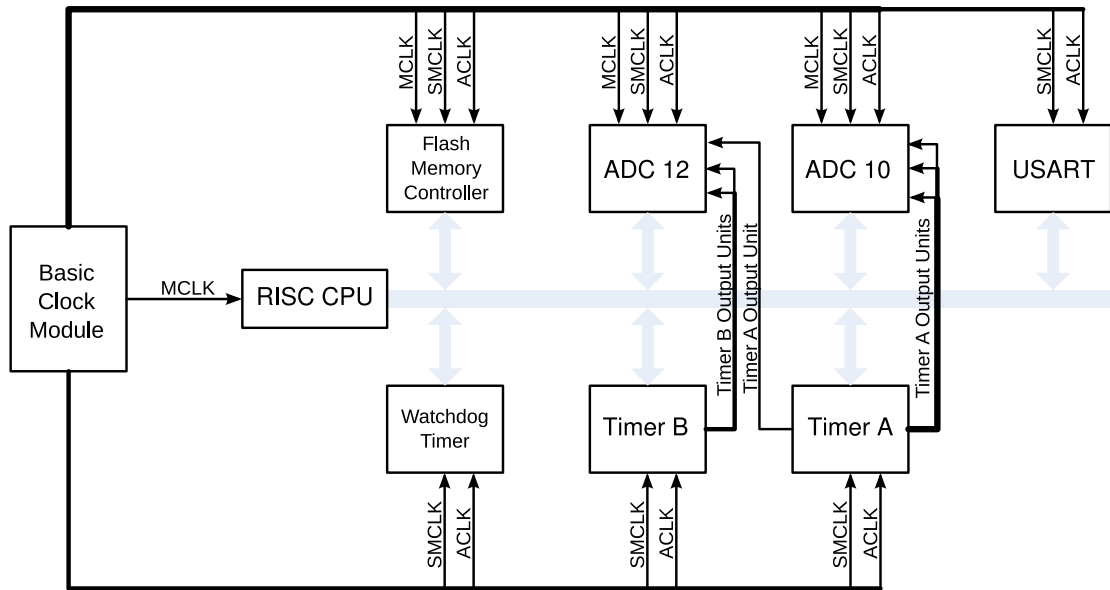 MCLK
SMCLK
ACLK
MCLK
SMCLK
ACLK
MCLK
SMCLK
ACLK
SMCLK
ACLK
Flash
Memory
Controller
ADC 12
ADC 10
USART
Basic
Clock
Module
MCLK
RISC CPU
Timer B Output Units
Timer A Output Unit
Timer A Output Units
Watchdog
Timer
Timer B
Timer A
SMCLK
ACLK
SMCLK
ACLK
SMCLK
ACLK